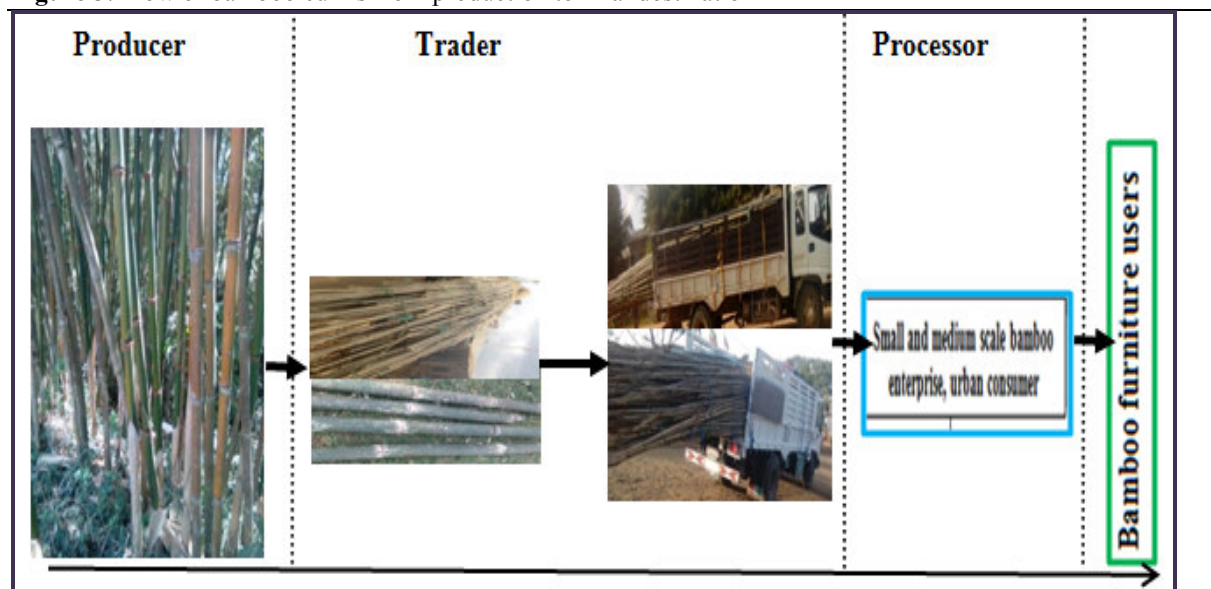 Producer
Trader
Processor
Small and medium scale bamboo
enterprise, urban consumer
Bamboo furniture users